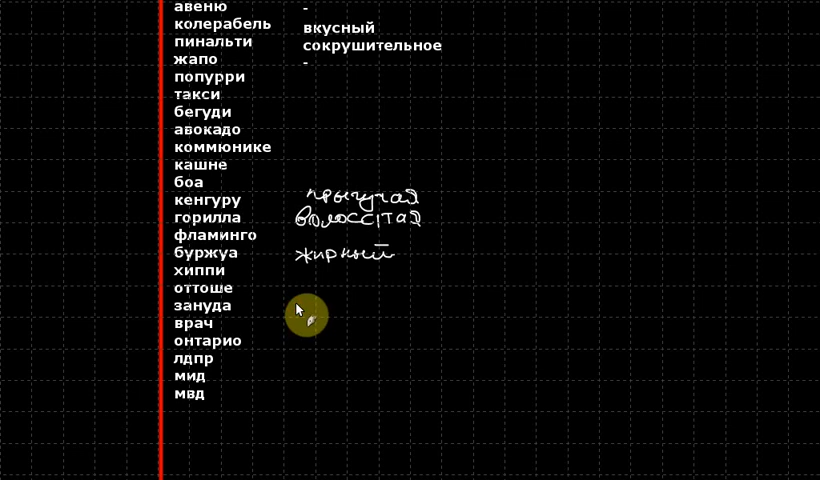 авеню -
колерабель вкусный
пинальти сокрушительное
жапо -
попурри
такси
бегуди
авокадо
коммюнике
кашне
боа
кенгуру прыгучая
горилла волоссітая
фламинго
буржуа жирный
хиппи
оттоше
зануда
врач
онтарио
лдпр
мид
мвд